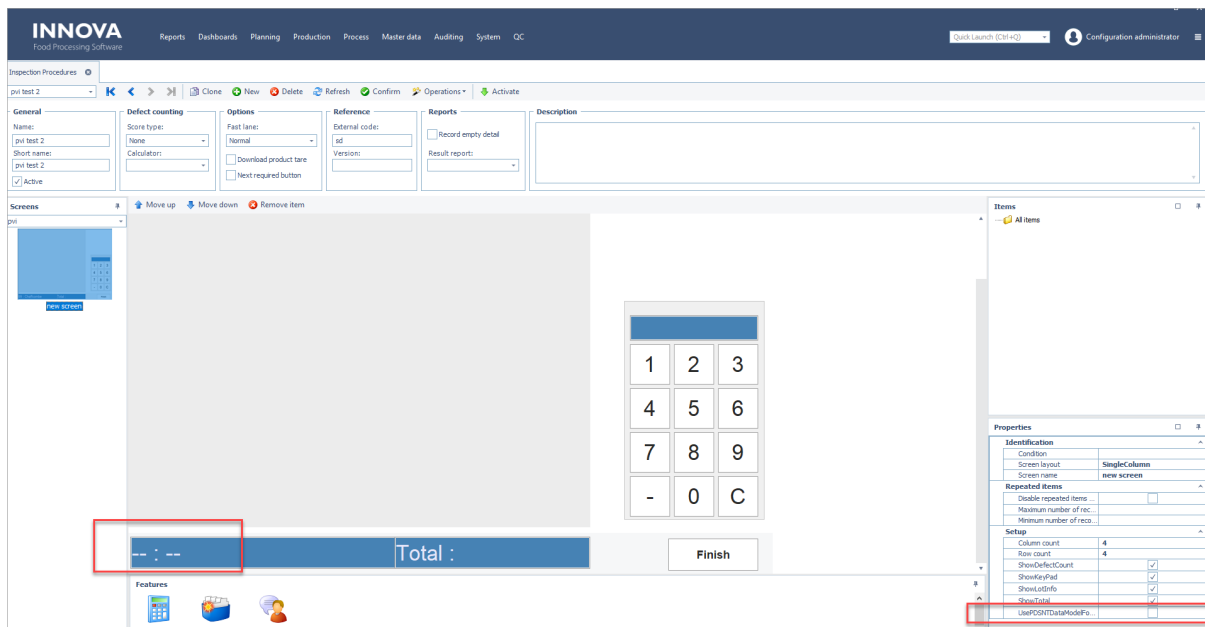 INNOVA
Food Processing Software
Reports Dashboards Planning Production Process Master data Auditing System QC
Quick Launch (Ctrl+Q)
Configuration administrator
Inspection Procedures
pvi test 2 Clone New Delete Refresh Confirm Operations Activate
General Defect counting Options Reference Reports Description
Name: Score type: Fast lane: External code:
Record empty detail
pvi test 2 None Normal sd
Short name: Calculator: Version: Result report:
Download product tare
pvi test 2
Next required button
Active
Screens Move up Move down Remove item Items
pvi All items
new screen
1 2 3
4 5 6
7 8 9
- 0 C
Properties
Identification
Condition
Screen layout SingleColumn
Screen name new screen
Repeated items
Disable repeated items ...
Maximum number of rec...
Minimum number of reco...
Setup
Column count 4
Row count 4
ShowDefectCount
ShowKeyPad
ShowLotInfo
ShowTotal
UsePDSNTDataModelFo...
-- : -- Total : Finish
Features